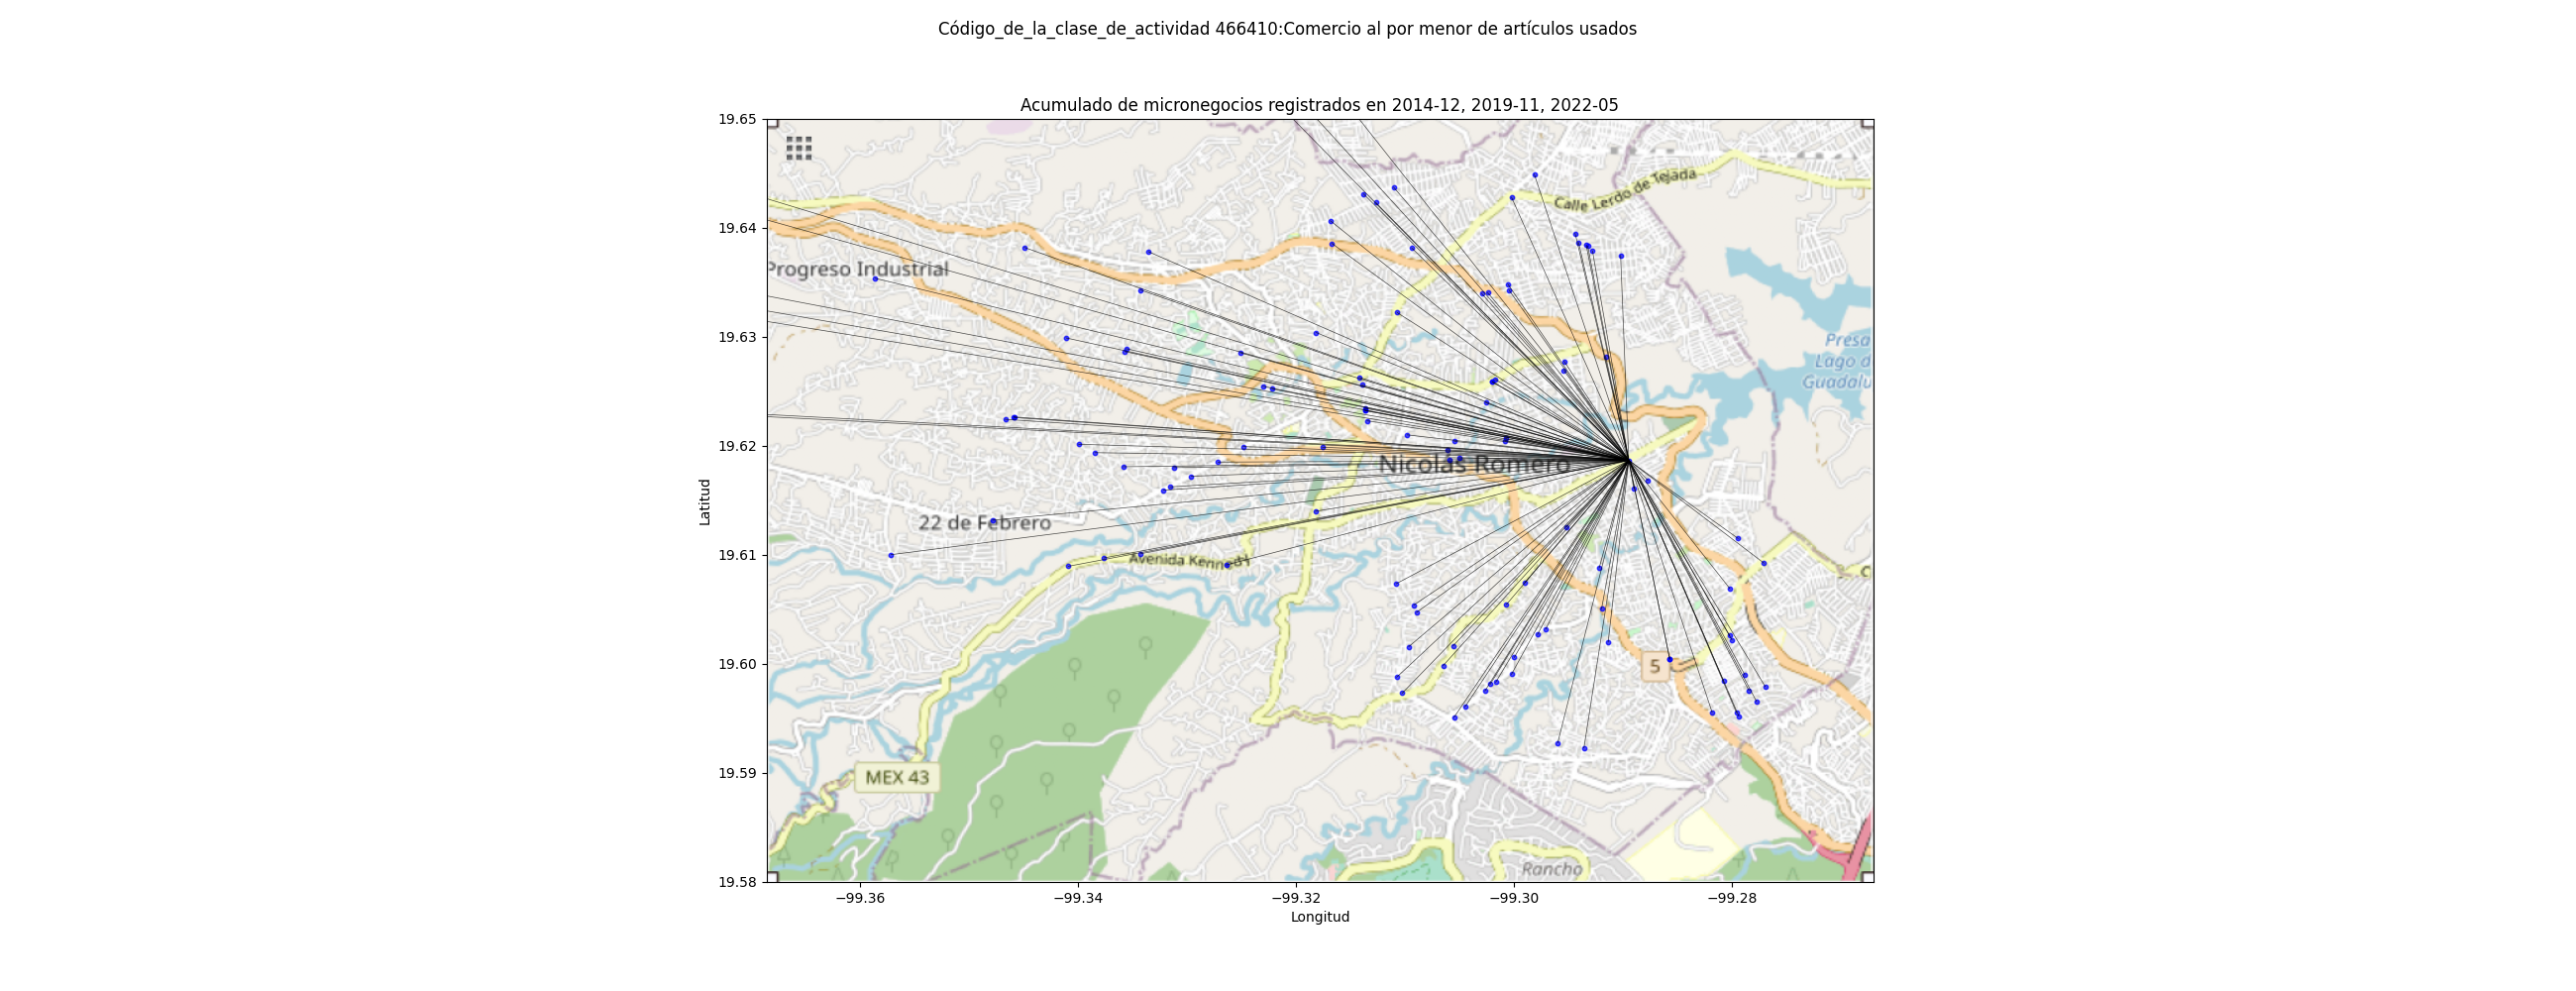 Código_de_la_clase_de_actividad 466410:Comercio al por menor de artículos usados
Acumulado de micronegocios registrados en 2014-12, 2019-11, 2022-05
19.65
19.64
19.63
19.62
19.61
19.60
19.59
19.58
Latitud
Calle Lerdo de Tejada
Progreso Industrial
Presa
Lago d
Guadalu
Nicolás Romero
22 de Febrero
Avenida Kennedy
C
5
MEX 43
Rancho
−99.36
−99.34
−99.32
−99.30
−99.28
Longitud